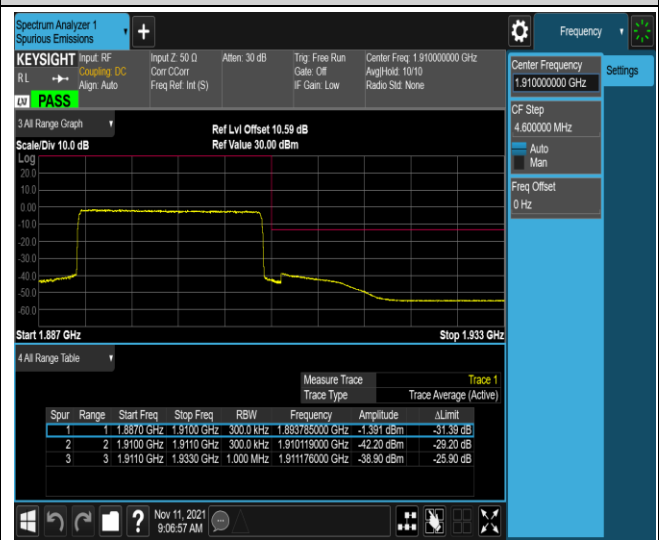 Spectrum Analyzer 1
Spurious Emissions
Frequency
KEYSIGHT Input: RF Input Z: 50 Ω Atten: 30 dB Trig: Free Run Center Freq: 1.910000000 GHz
RL Coupling: DC Corr CCorr Gate: Off Avg|Hold: 10/10
Align: Auto Freq Ref: Int (S) IF Gain: Low Radio Std: None
LXI PASS
Center Frequency
1.910000000 GHz
Settings
CF Step
4.600000 MHz
Auto
Man
Freq Offset
0 Hz
3 All Range Graph
Ref Lvl Offset 10.59 dB
Scale/Div 10.0 dB Ref Value 30.00 dBm
Log
20.0
10.0
0.00
-10.0
-20.0
-30.0
-40.0
-50.0
-60.0
Start 1.887 GHz Stop 1.933 GHz
4 All Range Table
Measure Trace Trace 1
Trace Type Trace Average (Active)
Spur Range Start Freq Stop Freq RBW Frequency Amplitude ΔLimit
1 1 1.8870 GHz 1.9100 GHz 300.0 kHz 1.893785000 GHz -1.391 dBm -31.39 dB
2 2 1.9100 GHz 1.9110 GHz 300.0 kHz 1.910119000 GHz -42.20 dBm -29.20 dB
3 3 1.9110 GHz 1.9330 GHz 1.000 MHz 1.911176000 GHz -38.90 dBm -25.90 dB
Nov 11, 2021
9:06:57 AM